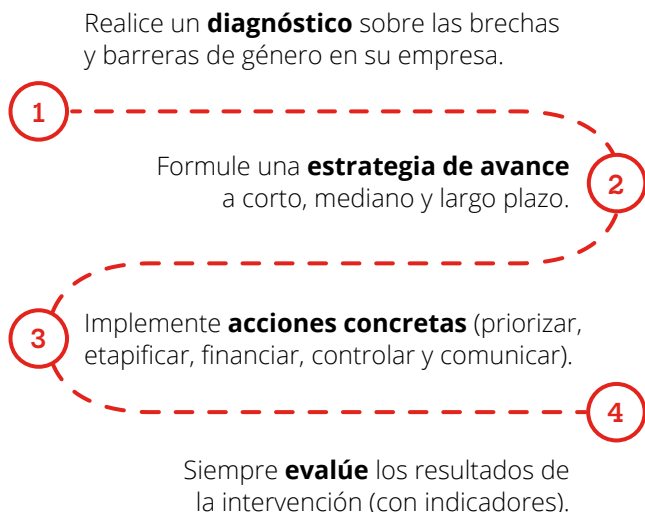 Realice un diagnóstico sobre las brechas
y barreras de género en su empresa.
1
Formule una estrategia de avance
a corto, mediano y largo plazo.
2
3
Implemente acciones concretas (priorizar,
etapificar, financiar, controlar y comunicar).
4
Siempre evalúe los resultados de
la intervención (con indicadores).